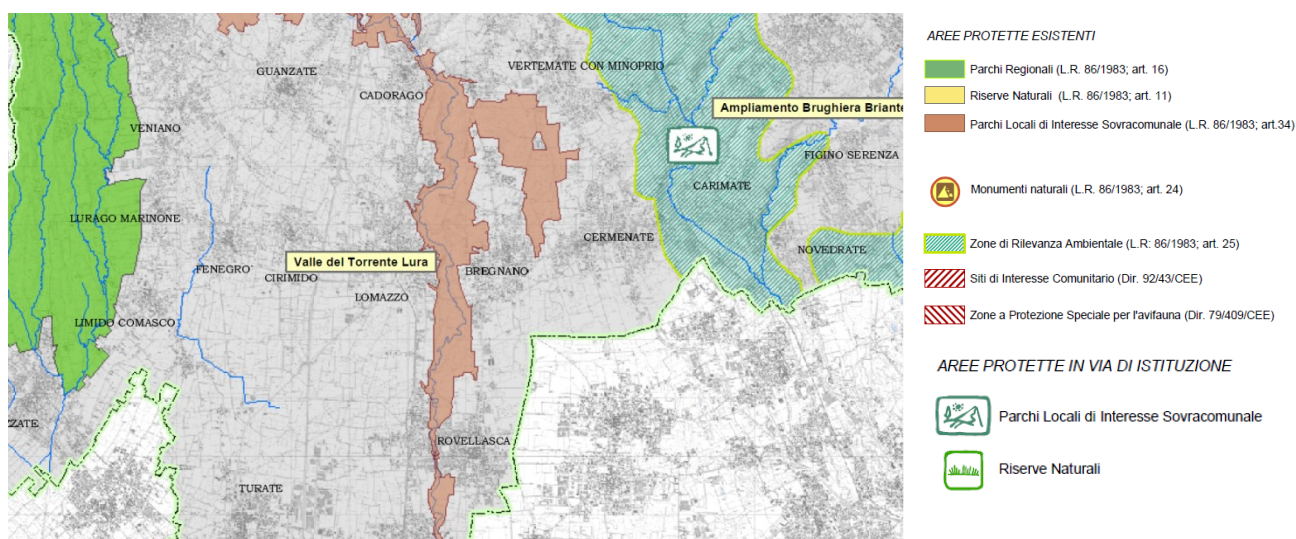 GUANZATE
VERTEMATE CON MINOPRIO
CADORAGO
Ampliamento Brughiera Briante
VENIANO
FIGINO SERENZA
CARIMATE
LURAGO MARINONE
CERMENATE
NOVEDRATE
Valle del Torrente Lura
FENEGRO'
CIRIMIDO
BREGNANO
LOMAZZO
LIMIDO COMASCO
ZZATE
ROVELLASCA
TURATE
AREE PROTETTE ESISTENTI
Parchi Regionali (L.R. 86/1983; art. 16)
Riserve Naturali (L.R. 86/1983; art. 11)
Parchi Locali di Interesse Sovracomunale (L.R. 86/1983; art.34)
Monumenti naturali (L.R. 86/1983; art. 24)
Zone di Rilevanza Ambientale (L.R: 86/1983; art. 25)
Siti di Interesse Comunitario (Dir. 92/43/CEE)
Zone a Protezione Speciale per l'avifauna (Dir. 79/409/CEE)
AREE PROTETTE IN VIA DI ISTITUZIONE
Parchi Locali di Interesse Sovracomunale
Riserve Naturali